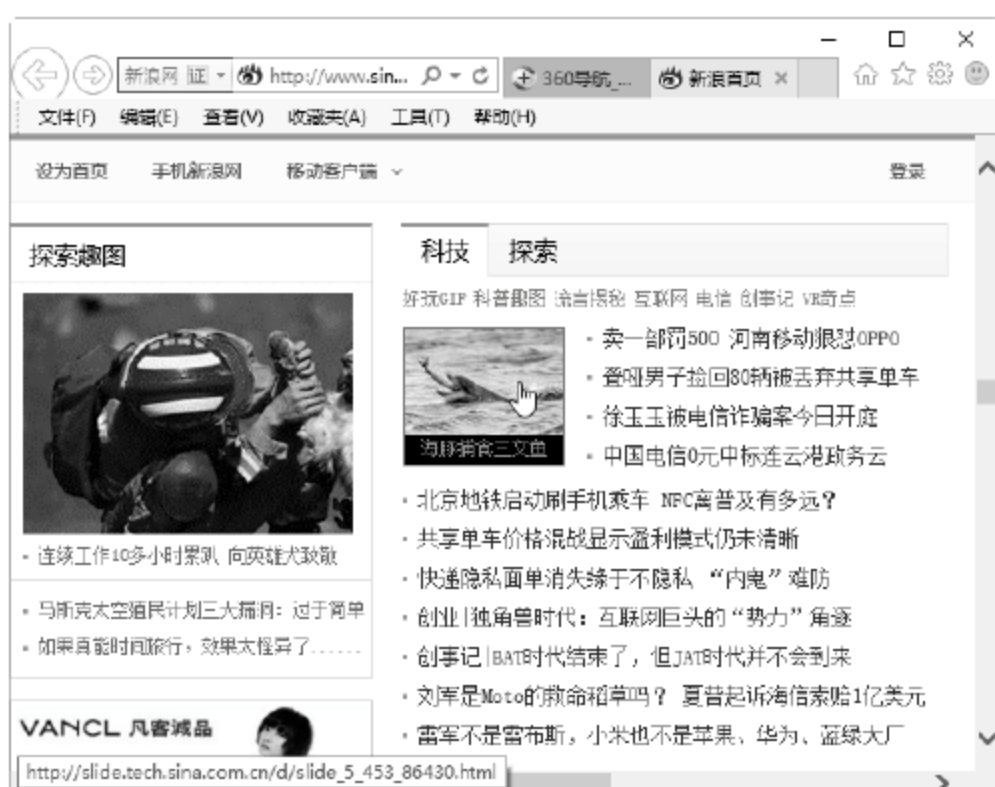 新浪网 证 http://www.sin... 360导航_... 新浪首页
文件(F) 编辑(E) 查看(V) 收藏夹(A) 工具(T) 帮助(H)
设为首页 手机新浪网 移动客户端 登录
探索趣图
连续工作10多小时累趴 向英雄犬致敬
马斯克太空殖民计划三大漏洞：过于简单
如果真能时间旅行，效果太怪异了......
VANCL 凡客诚品
科技 探索
好玩GIF 科普趣图 流言揭秘 互联网 电信 创事记 VR奇点
海豚捕食三文鱼
卖一部罚500 河南移动狠怼OPPO
聋哑男子捡回80辆被丢弃共享单车
徐玉玉被电信诈骗案今日开庭
中国电信0元中标连云港政务云
北京地铁启动刷手机乘车 NFC离普及有多远？
共享单车价格混战显示盈利模式仍未清晰
快递隐私面单消失缘于不隐私 “内鬼”难防
创业|独角兽时代：互联网巨头的“势力”角逐
创事记|BAT时代结束了，但JAT时代并不会到来
刘军是Moto的救命稻草吗？ 夏普起诉海信索赔1亿美元
雷军不是雷布斯，小米也不是苹果、华为、蓝绿大厂
http://slide.tech.sina.com.cn/d/slide_5_453_86430.html